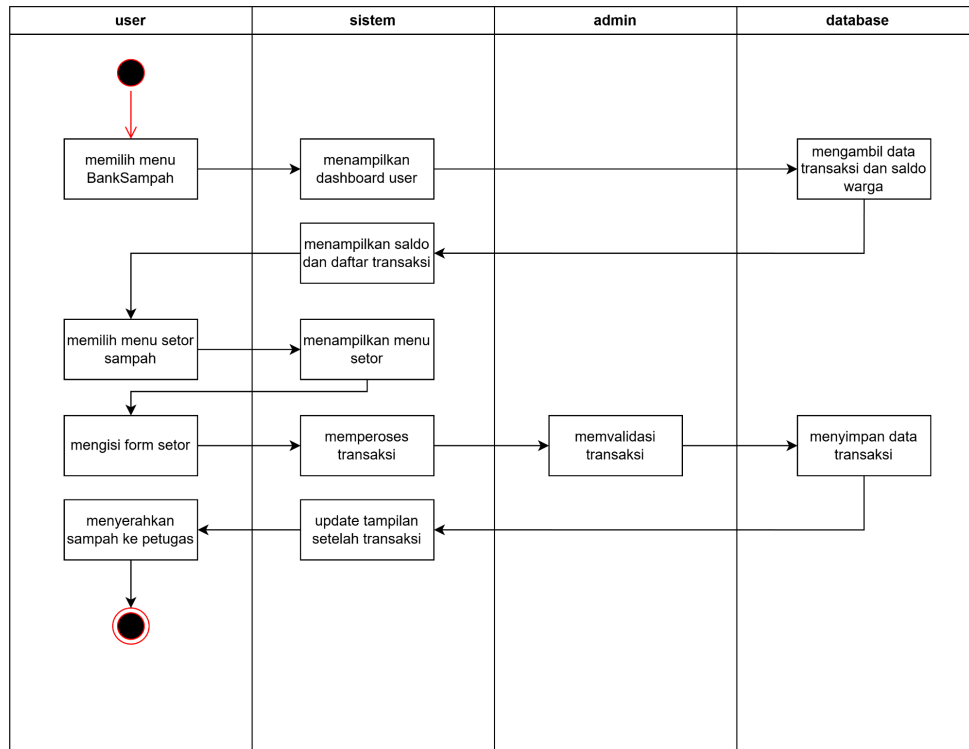 user
sistem
admin
database
memilih menu
BankSampah
menampilkan
dashboard user
mengambil data
transaksi dan saldo
warga
menampilkan saldo
dan daftar transaksi
memilih menu setor
sampah
menampilkan menu
setor
mengisi form setor
memperoses
transaksi
memvalidasi
transaksi
menyimpan data
transaksi
menyerahkan
sampah ke petugas
update tampilan
setelah transaksi